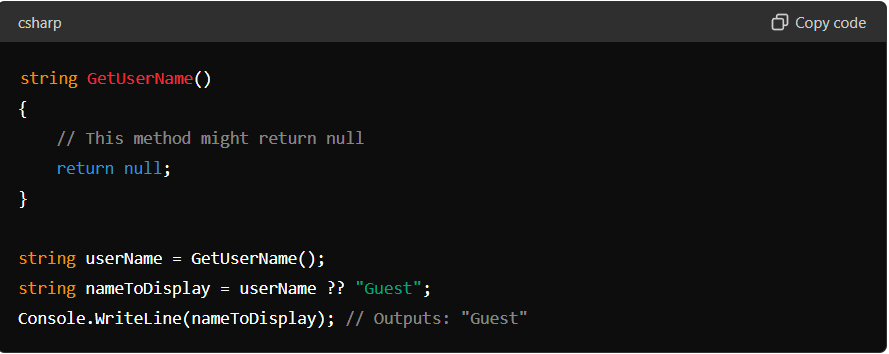 csharp
Copy code
string GetUserName()
{
    // This method might return null
    return null;
}
string userName = GetUserName();
string nameToDisplay = userName ?? "Guest";
Console.WriteLine(nameToDisplay); // Outputs: "Guest"